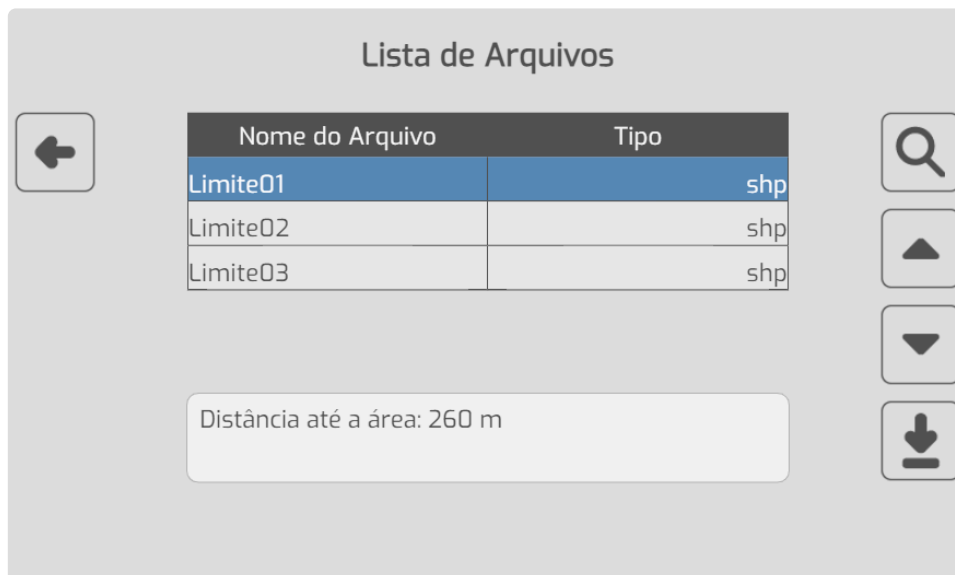 Lista de Arquivos
Nome do Arquivo Tipo
Limite01 shp
Limite02 shp
Limite03 shp
Distância até a área: 260 m